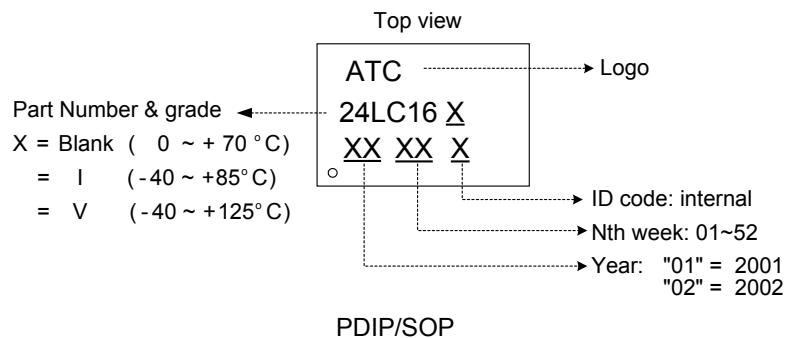 Top view
ATC
Logo
Part Number & grade
24LC16 X
X = Blank ( 0 ~ + 70 °C)
XX XX X
= I (-40 ~ +85°C)
= V (-40 ~ +125°C)
ID code: internal
Nth week: 01~52
Year: "01" = 2001
"02" = 2002
PDIP/SOP